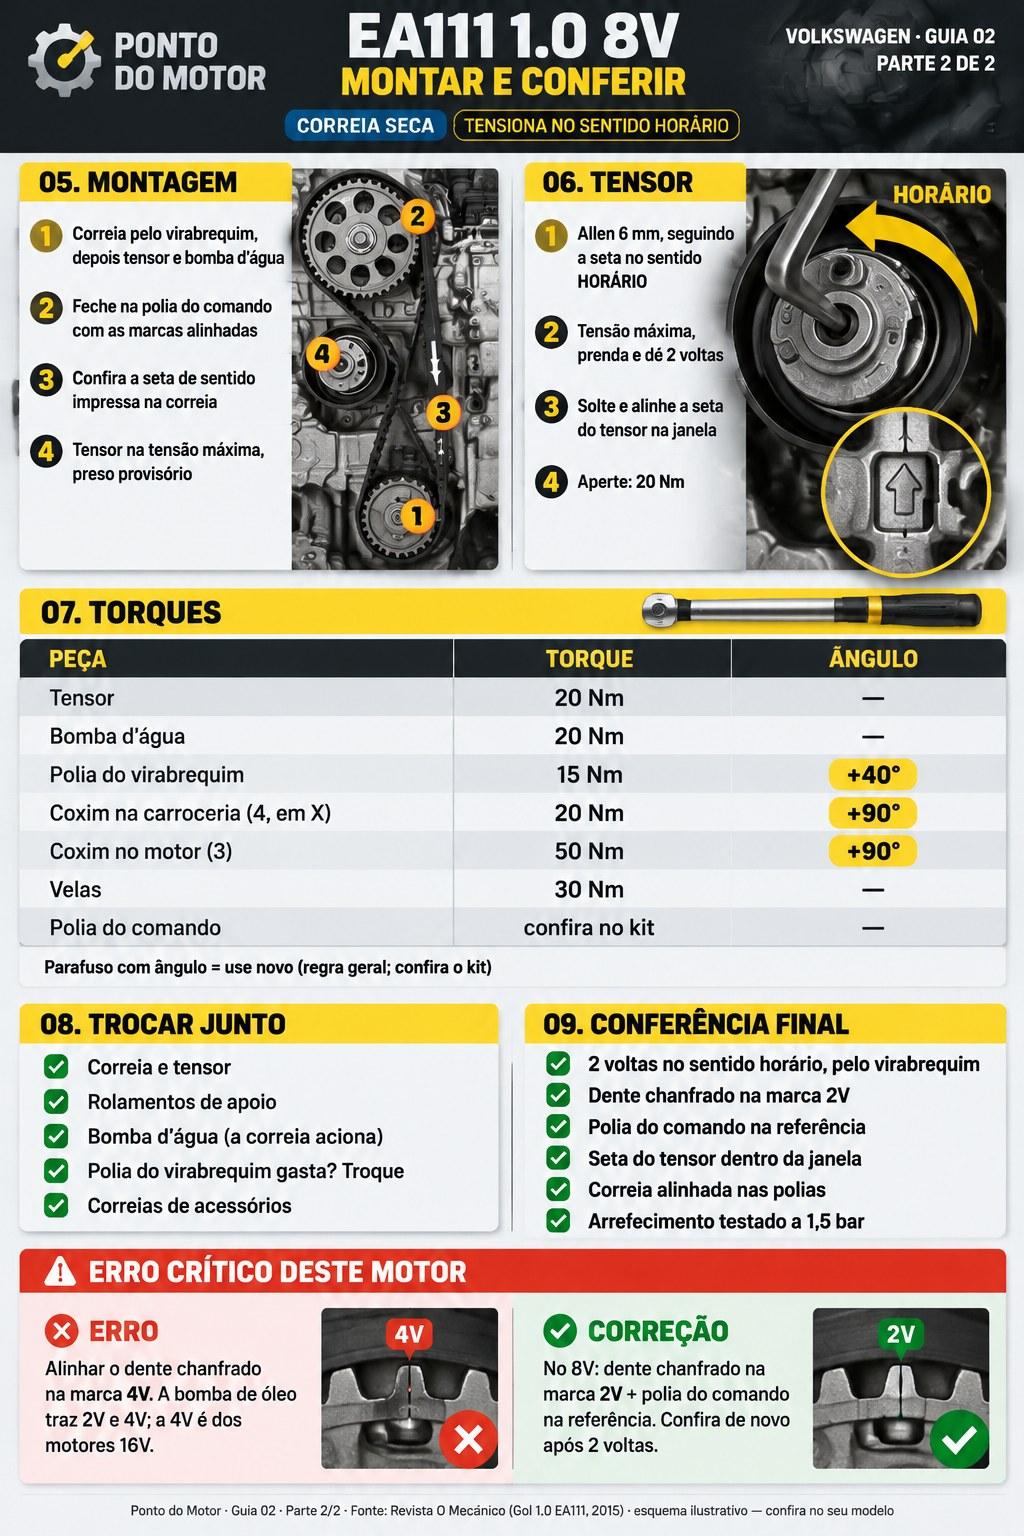 PONTO
DO MOTOR
EA111 1.0 8V
MONTAR E CONFERIR
CORREIA SECA
TENSIONA NO SENTIDO HORÁRIO
VOLKSWAGEN · GUIA 02
PARTE 2 DE 2
05. MONTAGEM
1 Correia pelo virabrequim,
depois tensor e bomba d'água
2 Feche na polia do comando
com as marcas alinhadas
3 Confira a seta de sentido
impressa na correia
4 Tensor na tensão máxima,
preso provisório
2
4
3
1
06. TENSOR
1 Allen 6 mm, seguindo
a seta no sentido
HORÁRIO
2 Tensão máxima,
prenda e dé 2 voltas
3 Solte e alinhe a seta
do tensor na janela
4 Aperte: 20 Nm
HORÁRIO
07. TORQUES
PEÇA TORQUE ÃNGULO
Tensor 20 Nm —
Bomba d'água 20 Nm —
Polia do virabrequim 15 Nm +40°
Coxim na carroceria (4, em X) 20 Nm +90°
Coxim no motor (3) 50 Nm +90°
Velas 30 Nm —
Polia do comando confira no kit —
Parafuso com ângulo = use novo (regra geral; confira o kit)
08. TROCAR JUNTO
Correia e tensor
Rolamentos de apoio
Bomba d'água (a correia aciona)
Polia do virabrequim gasta? Troque
Correias de acessórios
09. CONFERÊNCIA FINAL
2 voltas no sentido horário, pelo virabrequim
Dente chanfrado na marca 2V
Polia do comando na referência
Seta do tensor dentro da janela
Correia alinhada nas polias
Arrefecimento testado a 1,5 bar
ERRO CRÍTICO DESTE MOTOR
ERRO
Alinhar o dente chanfrado
na marca 4V. A bomba de óleo
traz 2V e 4V; a 4V é dos
motores 16V.
4V
CORREÇÃO
No 8V: dente chanfrado na
marca 2V + polia do comando
na referência. Confira de novo
após 2 voltas.
2V
Ponto do Motor · Guia 02 · Parte 2/2 · Fonte: Revista O Mecánico (Gol 1.0 EA111, 2015) · esquema ilustrativo — confira no seu modelo